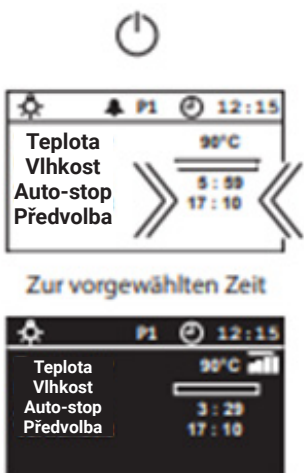 P1 12:15
Teplota 90°C
Vlhkost
Auto-stop 5:59
Předvolba 17:10
Zur vorgewählten Zeit
P1 12:15
Teplota 90°C
Vlhkost
Auto-stop 3:29
Předvolba 17:10